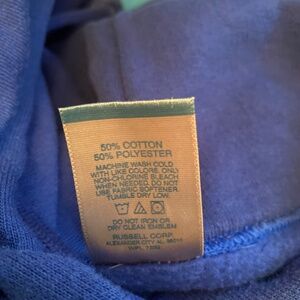 50% COTTON
50% POLYESTER
MACHINE WASH COLD
WITH LIKE COLORS. ONLY
NON-CHLORINE BLEACH
WHEN NEEDED. DO NOT
USE FABRIC SOFTENER.
TUMBLE DRY LOW.
DO NOT IRON OR
DRY CLEAN EMBLEM
RUSSELL CORP.
ALEXANDER CITY AL